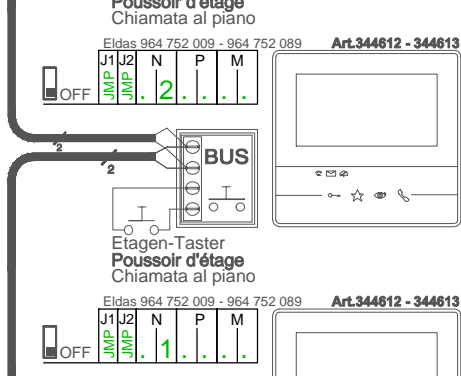 Poussoir d'étage
Chiamata al piano
Eldas 964 752 009 - 964 752 089 Art.344612 - 344613
J1 J2 N P M
OFF JMP JMP . 2 . . . .
2
2
BUS
Etagen-Taster
Poussoir d'étage
Chiamata al piano
Eldas 964 752 009 - 964 752 089 Art.344612 - 344613
J1 J2 N P M
OFF JMP JMP . 1 . . . .